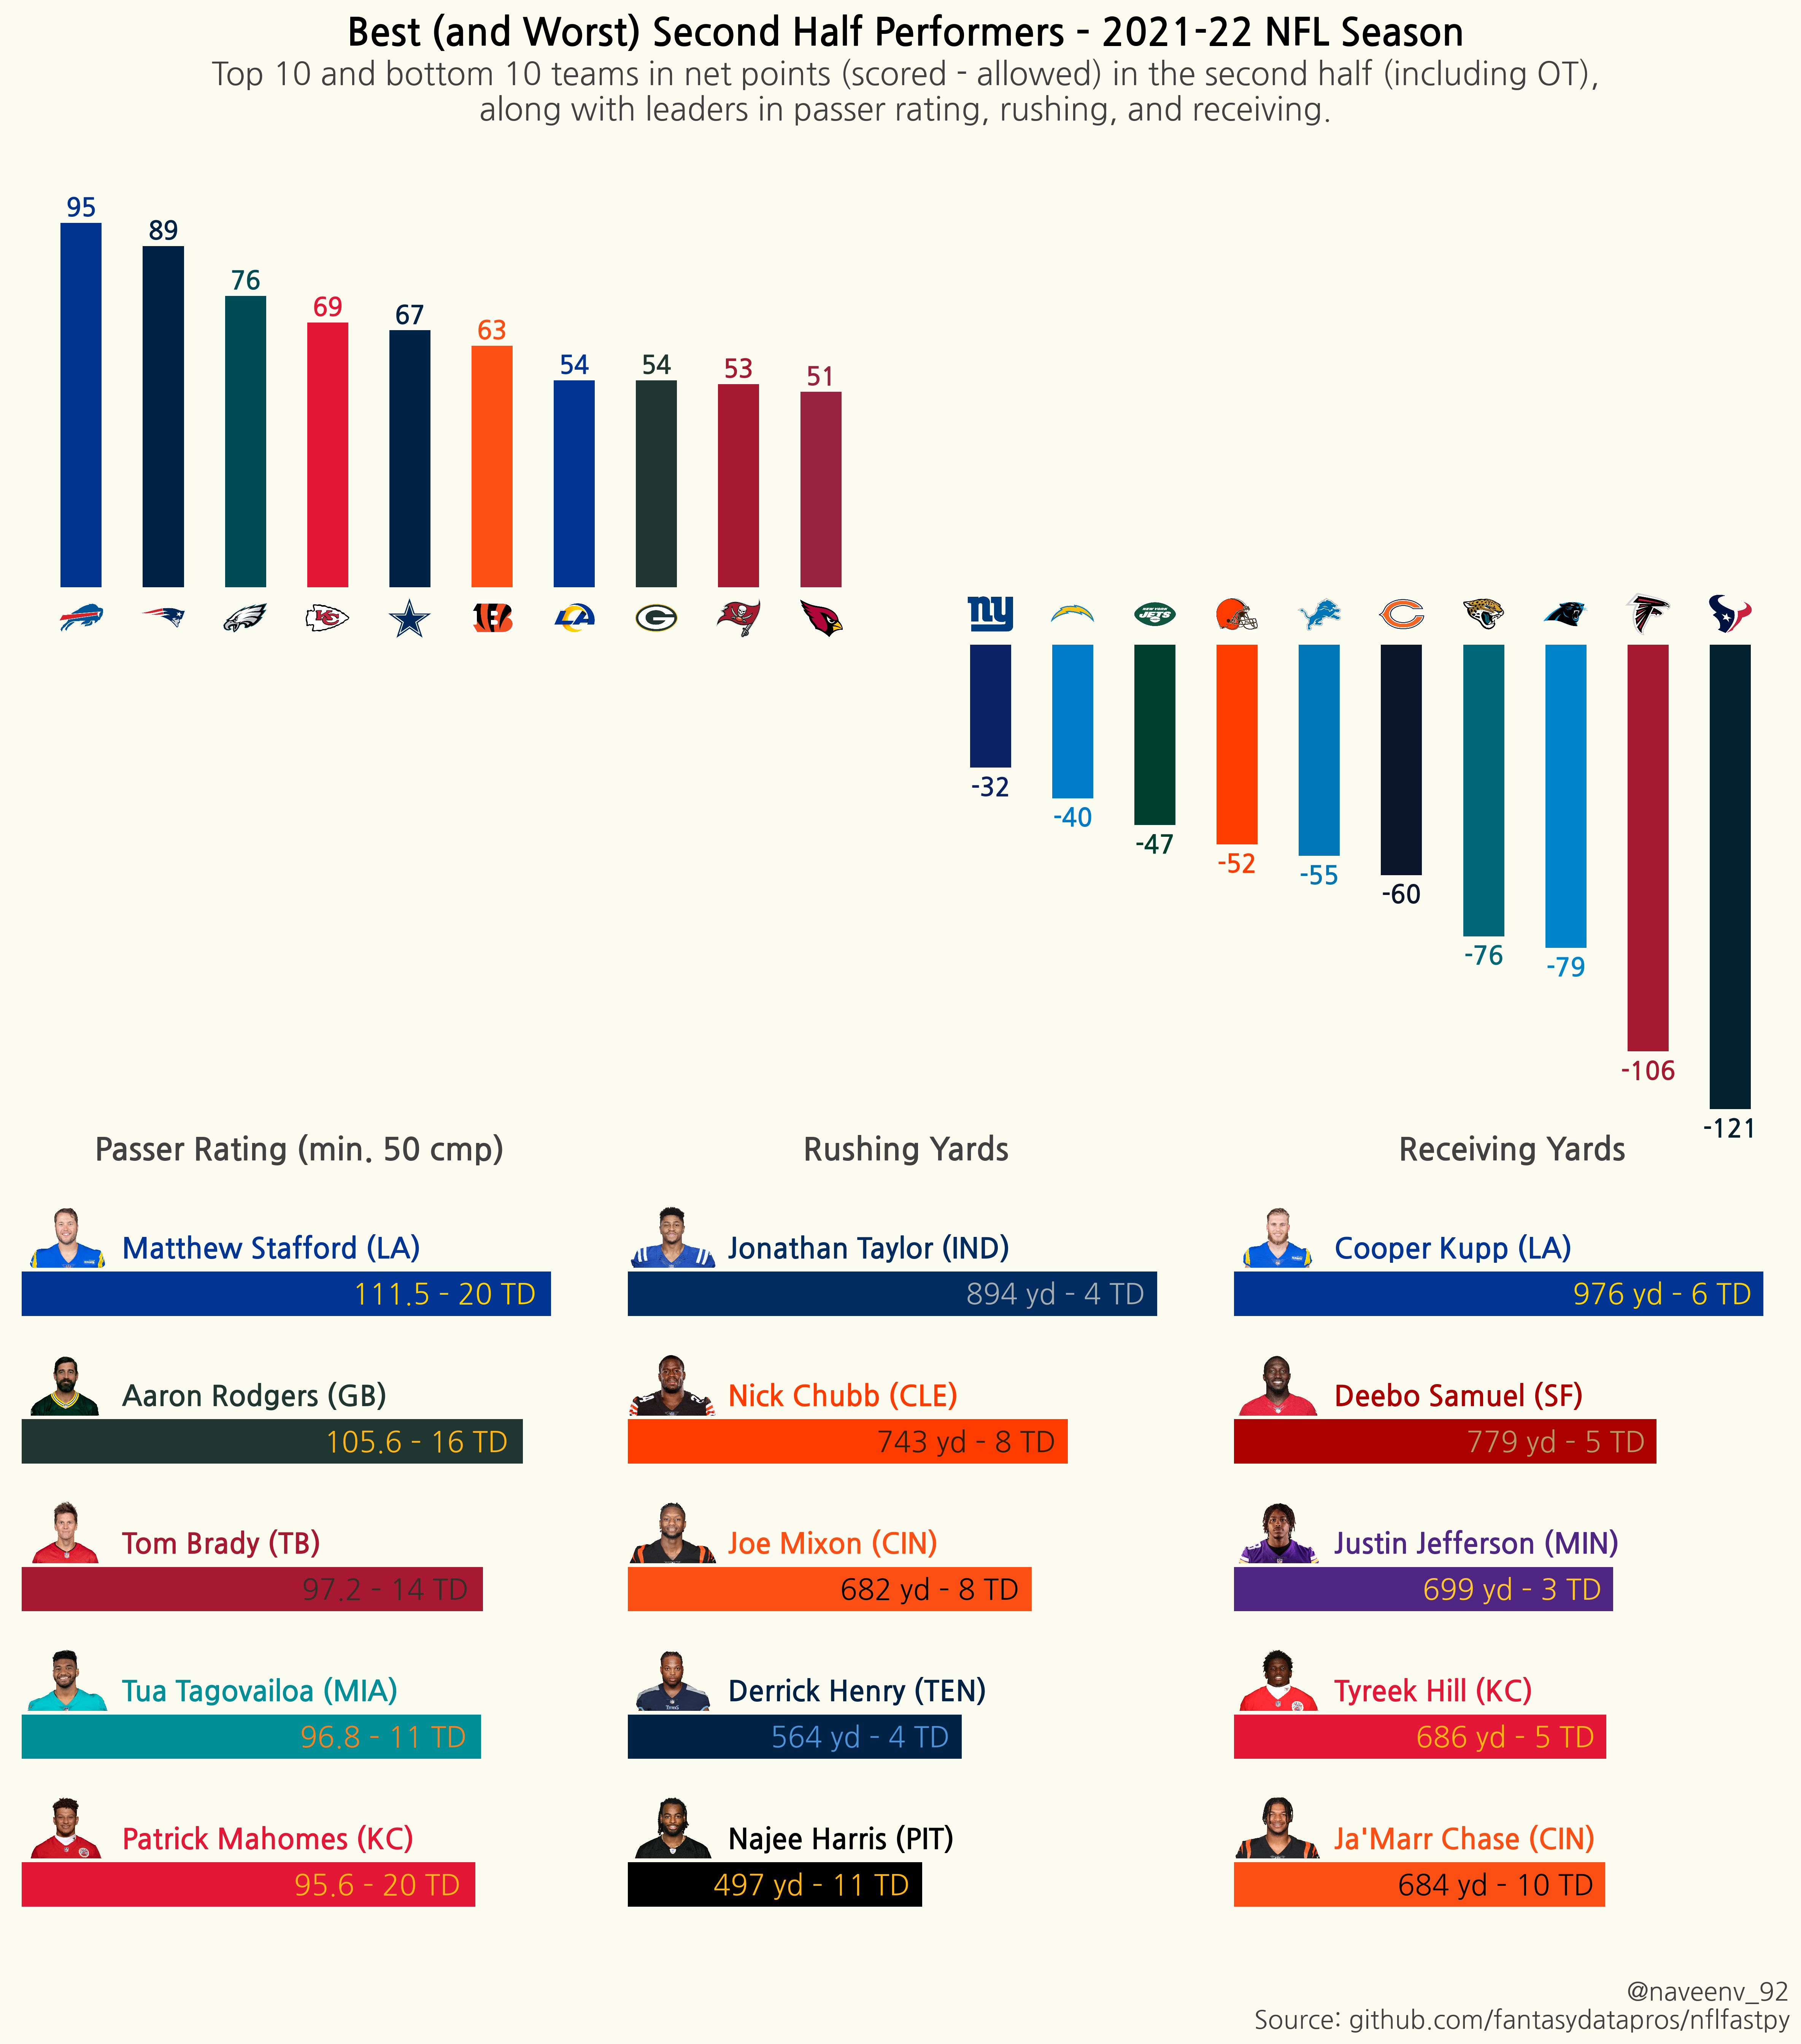 Best (and Worst) Second Half Performers - 2021-22 NFL Season
Top 10 and bottom 10 teams in net points (scored - allowed) in the second half (including OT),
along with leaders in passer rating, rushing, and receiving.
95
89
76
69
67
63
54
54
53
51
ny
NEW YORK
JETS
-32
-40
-47
-52
-55
-60
-76
-79
-106
-121
Passer Rating (min. 50 cmp)
Matthew Stafford (LA)
111.5 - 20 TD
Aaron Rodgers (GB)
105.6 - 16 TD
Tom Brady (TB)
97.2 - 14 TD
Tua Tagovailoa (MIA)
96.8 - 11 TD
Patrick Mahomes (KC)
95.6 - 20 TD
Rushing Yards
Jonathan Taylor (IND)
894 yd - 4 TD
Nick Chubb (CLE)
743 yd - 8 TD
Joe Mixon (CIN)
682 yd - 8 TD
Derrick Henry (TEN)
564 yd - 4 TD
Najee Harris (PIT)
497 yd - 11 TD
Receiving Yards
Cooper Kupp (LA)
976 yd - 6 TD
Deebo Samuel (SF)
779 yd - 5 TD
Justin Jefferson (MIN)
699 yd - 3 TD
Tyreek Hill (KC)
686 yd - 5 TD
Ja'Marr Chase (CIN)
684 yd - 10 TD
@naveenv_92
Source: github.com/fantasydatapros/nflfastpy